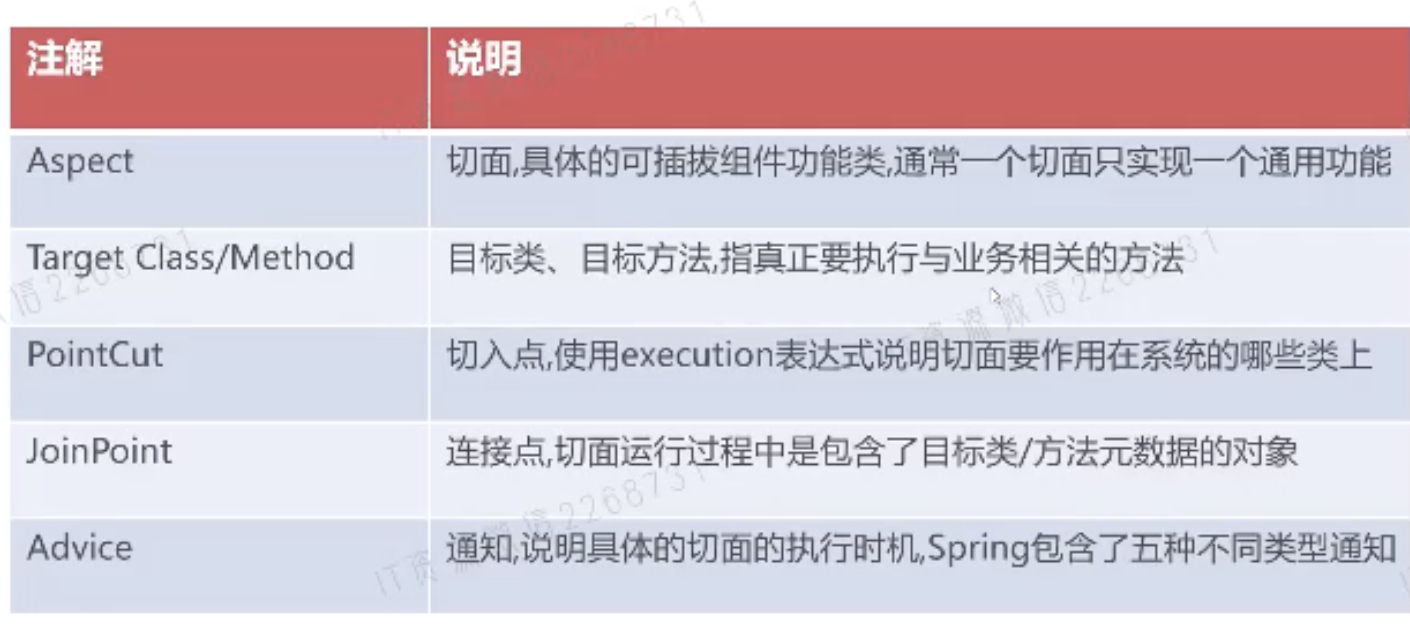 注解 说明
Aspect 切面,具体的可插拔组件功能类,通常一个切面只实现一个通用功能
Target Class/Method 目标类、目标方法,指真正要执行与业务相关的方法
PointCut 切入点,使用execution表达式说明切面要作用在系统的哪些类上
JoinPoint 连接点,切面运行过程中是包含了目标类/方法元数据的对象
Advice 通知,说明具体的切面的执行时机,Spring包含了五种不同类型通知